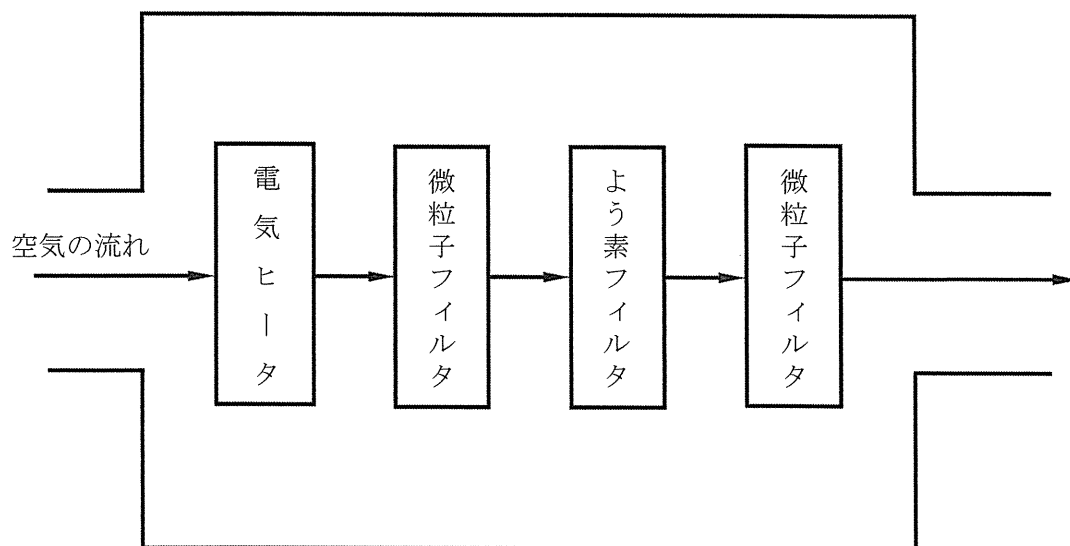 空気の流れ
電気ヒータ
微粒子フィルタ
よう素フィルタ
微粒子フィルタ